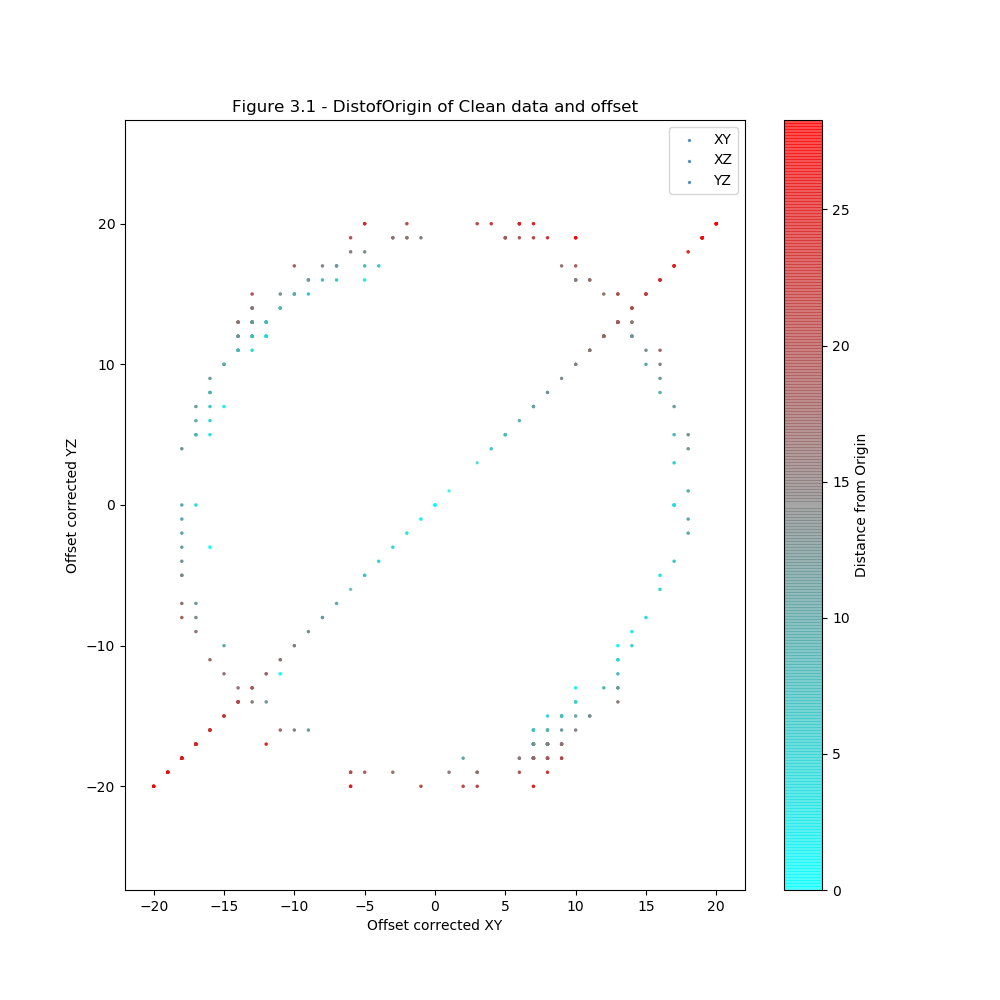 Figure 3.1 - DistofOrigin of Clean data and offset
XY
XZ
YZ
20
10
0
−10
−20
Offset corrected YZ
−20 −15 −10 −5 0 5 10 15 20
Offset corrected XY
25
20
15
10
5
0
Distance from Origin